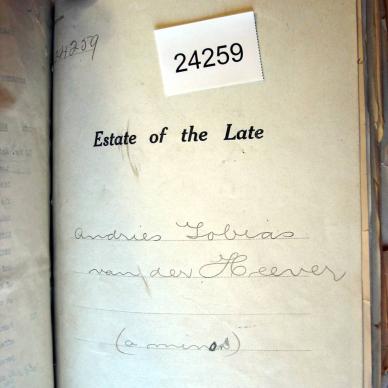 24259
24259
Estate of the Late
Andries Tobias
van der Heever
(a minor)